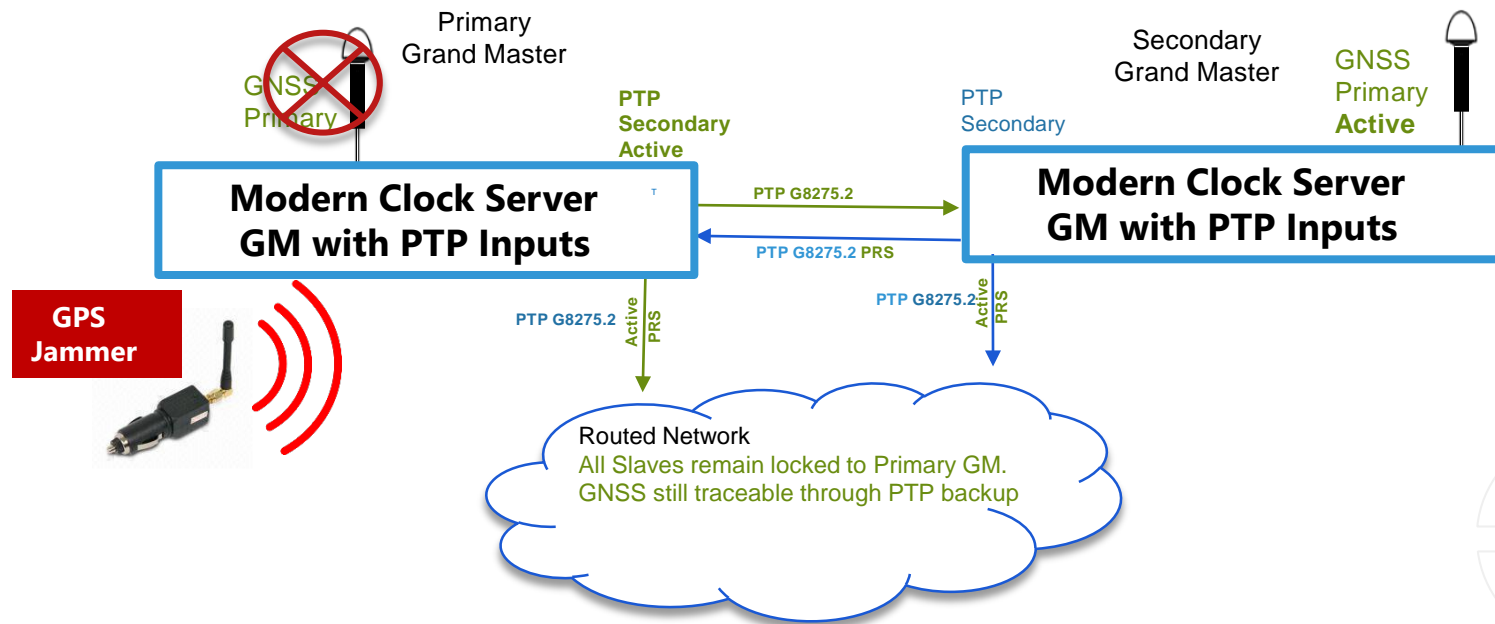 Primary
Grand Master
GNSS
Primary
PTP
Secondary
Active
Secondary
Grand Master
PTP
Secondary
GNSS
Primary
Active
Modern Clock Server
GM with PTP Inputs
T
PTP G8275.2
PTP G8275.2 PRS
Modern Clock Server
GM with PTP Inputs
GPS
Jammer
PTP G8275.2
Active
PRS
PTP G8275.2
Active
PRS
Routed Network
All Slaves remain locked to Primary GM.
GNSS still traceable through PTP backup